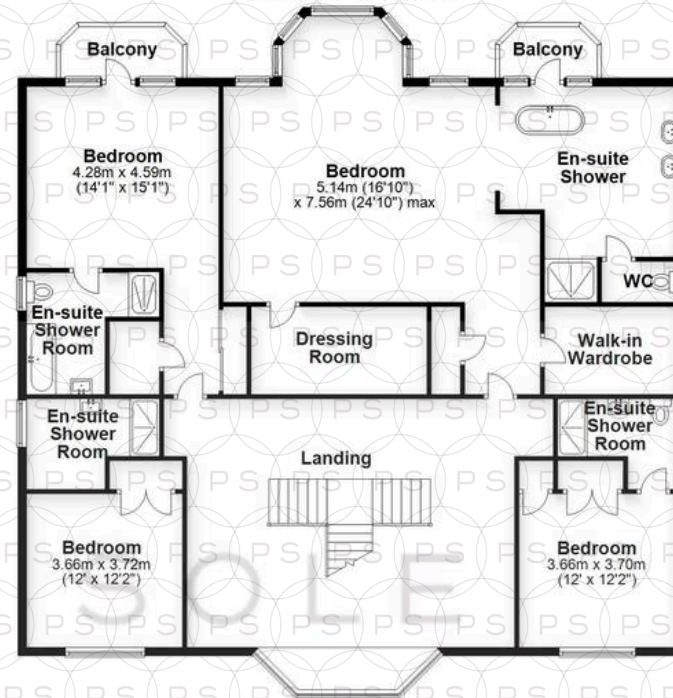 Balcony
Balcony
Bedroom
4.28m x 4.59m
(14'1" x 15'1")
Bedroom
5.14m (16'10")
x 7.56m (24'10") max
En-suite
Shower
WC
En-suite
Shower
Room
Dressing
Room
Walk-in
Wardrobe
En-suite
Shower
Room
En-suite
Shower
Room
Landing
Bedroom
3.66m x 3.72m
(12' x 12'2")
Bedroom
3.66m x 3.70m
(12' x 12'2")
SOLE
PS